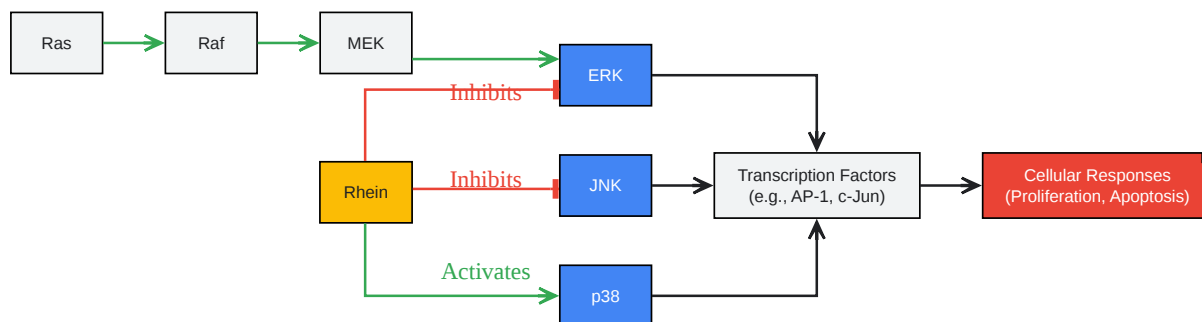 Ras
Raf
MEK
ERK
Inhibits
Rhein
Inhibits
JNK
Transcription Factors
(e.g., AP-1, c-Jun)
Cellular Responses
(Proliferation, Apoptosis)
Activates
p38